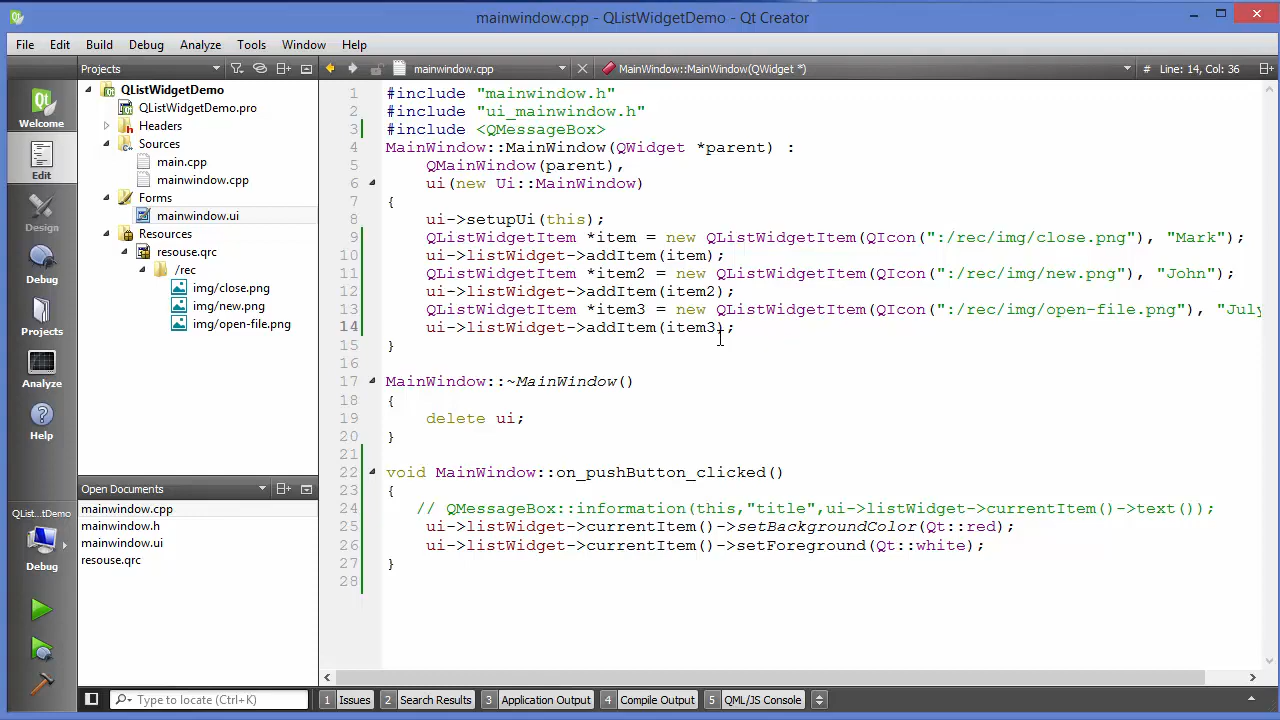 mainwindow.cpp - QListWidgetDemo - Qt Creator
File Edit Build Debug Analyze Tools Window Help
Projects
mainwindow.cpp
MainWindow::MainWindow(QWidget *)
# Line: 14, Col: 36
Welcome
Edit
Design
Debug
Projects
Analyze
Help
QList...tDemo
Debug
QListWidgetDemo
QListWidgetDemo.pro
Headers
Sources
main.cpp
mainwindow.cpp
Forms
mainwindow.ui
Resources
resouse.qrc
/rec
img/close.png
img/new.png
img/open-file.png
Open Documents
mainwindow.cpp
mainwindow.h
mainwindow.ui
resouse.qrc
1 #include "mainwindow.h"
2 #include "ui_mainwindow.h"
3 #include <QMessageBox>
4 MainWindow::MainWindow(QWidget *parent) :
5 QMainWindow(parent),
6 ui(new Ui::MainWindow)
7 {
8 ui->setupUi(this);
9 QListWidgetItem *item = new QListWidgetItem(QIcon(":/rec/img/close.png"), "Mark");
10 ui->listWidget->addItem(item);
11 QListWidgetItem *item2 = new QListWidgetItem(QIcon(":/rec/img/new.png"), "John");
12 ui->listWidget->addItem(item2);
13 QListWidgetItem *item3 = new QListWidgetItem(QIcon(":/rec/img/open-file.png"), "July
14 ui->listWidget->addItem(item3);
15 }
16
17 MainWindow::~MainWindow()
18 {
19 delete ui;
20 }
21
22 void MainWindow::on_pushButton_clicked()
23 {
24 // QMessageBox::information(this,"title",ui->listWidget->currentItem()->text());
25 ui->listWidget->currentItem()->setBackgroundColor(Qt::red);
26 ui->listWidget->currentItem()->setForeground(Qt::white);
27 }
28
Type to locate (Ctrl+K)
1 Issues 2 Search Results 3 Application Output 4 Compile Output 5 QML/JS Console